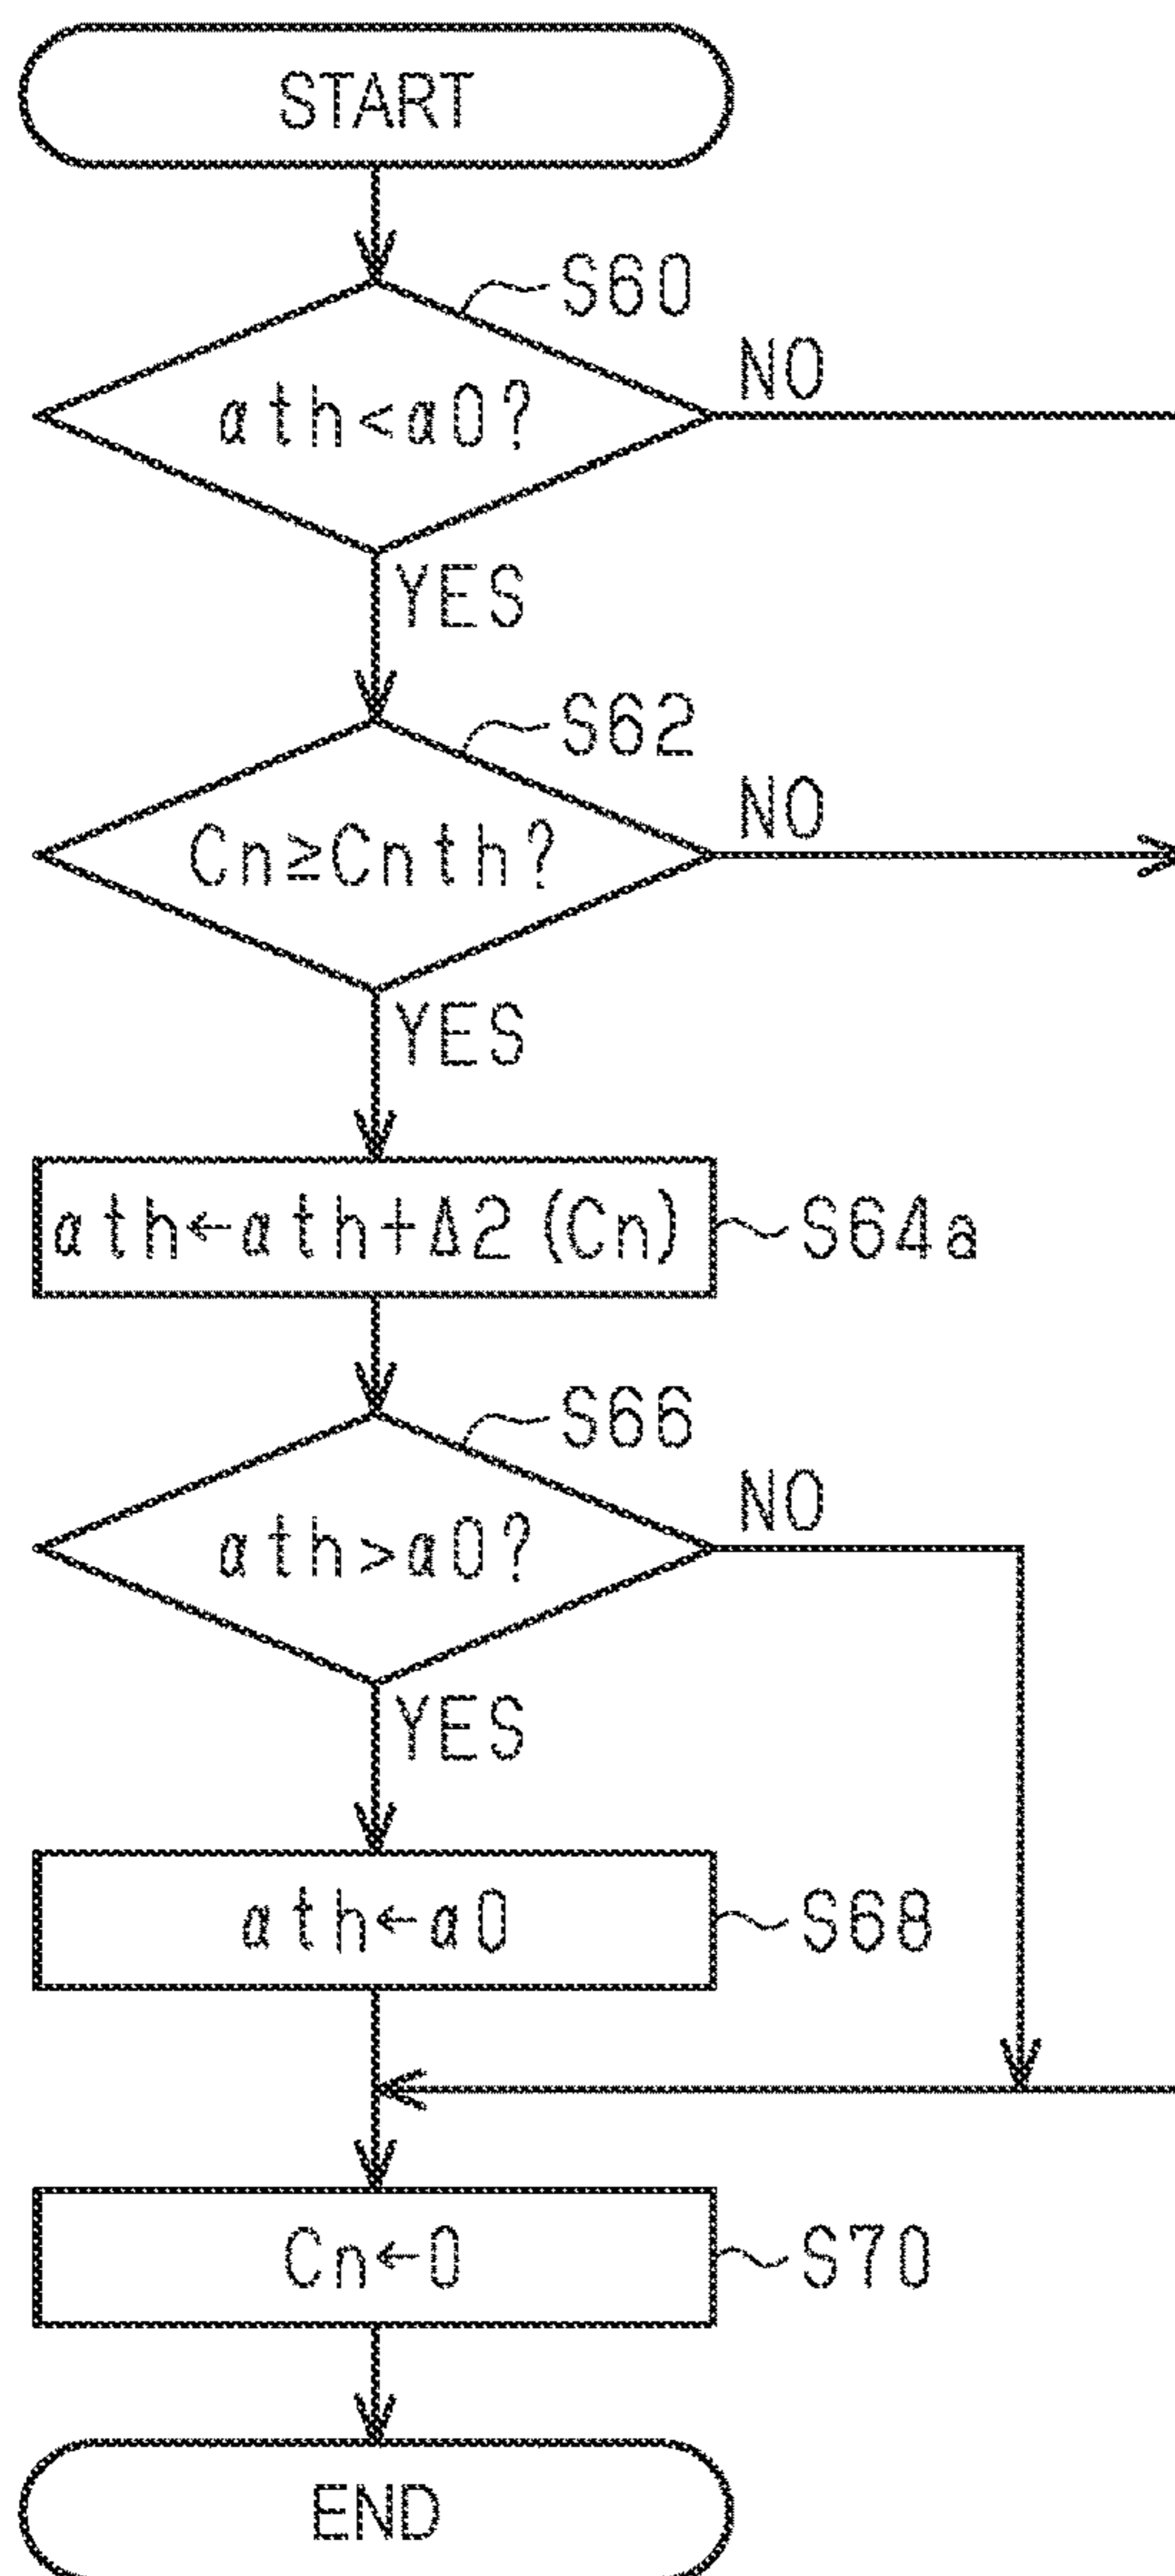 START
S60
αth<α0?
NO
YES
S62
Cn≧Cnth?
NO
YES
αth←αth+Δ2(Cn)
S64a
S66
αth>α0?
NO
YES
αth←α0
S68
Cn←0
S70
END